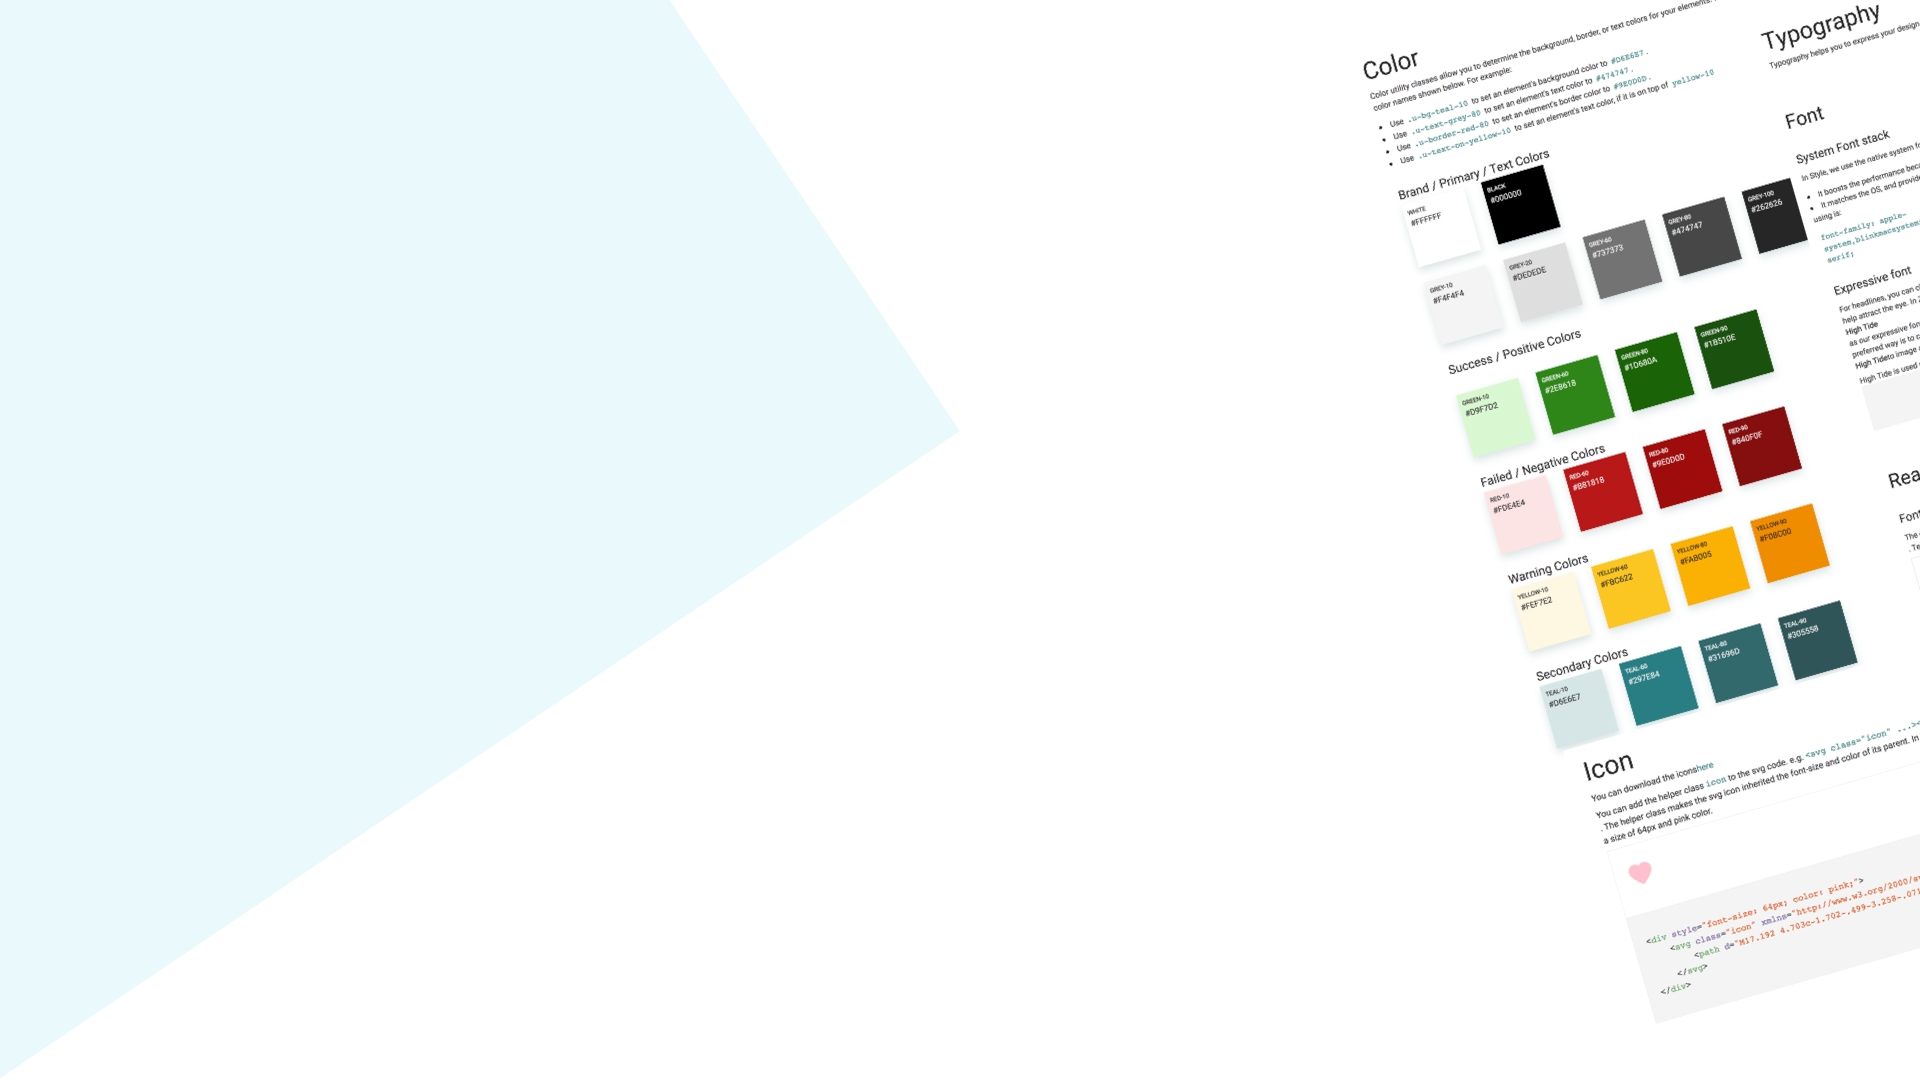 Color
Color utility classes allow you to determine the background, border, or text colors for your elements.
color names shown below. For example:
• Use .u-bg-teal-10 to set an element's background color to #D6E6E7.
• Use .u-text-grey-80 to set an element's text color to #474747.
• Use .u-border-red-80 to set an element's border color to #9E0D0D.
• Use .u-text-on-yellow-10 to set an element's text color, if it is on top of yellow-10
Brand / Primary / Text Colors
WHITE
#FFFFFF
BLACK
#000000
GREY-10
#F4F4F4
GREY-20
#DEDEDE
GREY-60
#737373
GREY-80
#474747
GREY-100
#262626
Success / Positive Colors
GREEN-10
#D9F7D2
GREEN-60
#2E8618
GREEN-80
#1D680A
GREEN-90
#1B510E
Failed / Negative Colors
RED-10
#FDE4E4
RED-60
#BB1818
RED-80
#9E0D0D
RED-90
#840F0F
Warning Colors
YELLOW-10
#FEF7E2
YELLOW-60
#FBC622
YELLOW-80
#FAB005
YELLOW-90
#F08C00
Secondary Colors
TEAL-10
#D6E6E7
TEAL-60
#297E84
TEAL-80
#31696D
TEAL-90
#305558
Icon
You can download the iconshere
You can add the helper class icon to the svg code. e.g. <svg class="icon" ...>
. The helper class makes the svg icon inherited the font-size and color of its parent. In
a size of 64px and pink color.
<div style="font-size: 64px; color: pink;">
<svg class="icon" xmlns="http://www.w3.org/2000/
<path d="M17.192 4.703c-1.702-.499-3.258-.071
</svg>
</div>
Typography
Typography helps you to express your design
Font
System Font stack
In Style, we use the native system
• It boosts the performance
• It matches the OS, and
using is:
font-family: apple-
system,
serif;
Expressive font
For headlines, you can
help attract the eye. In
High Tide
as our expressive
preferred way is to
High Tideto image
High Tide is used
Font
The